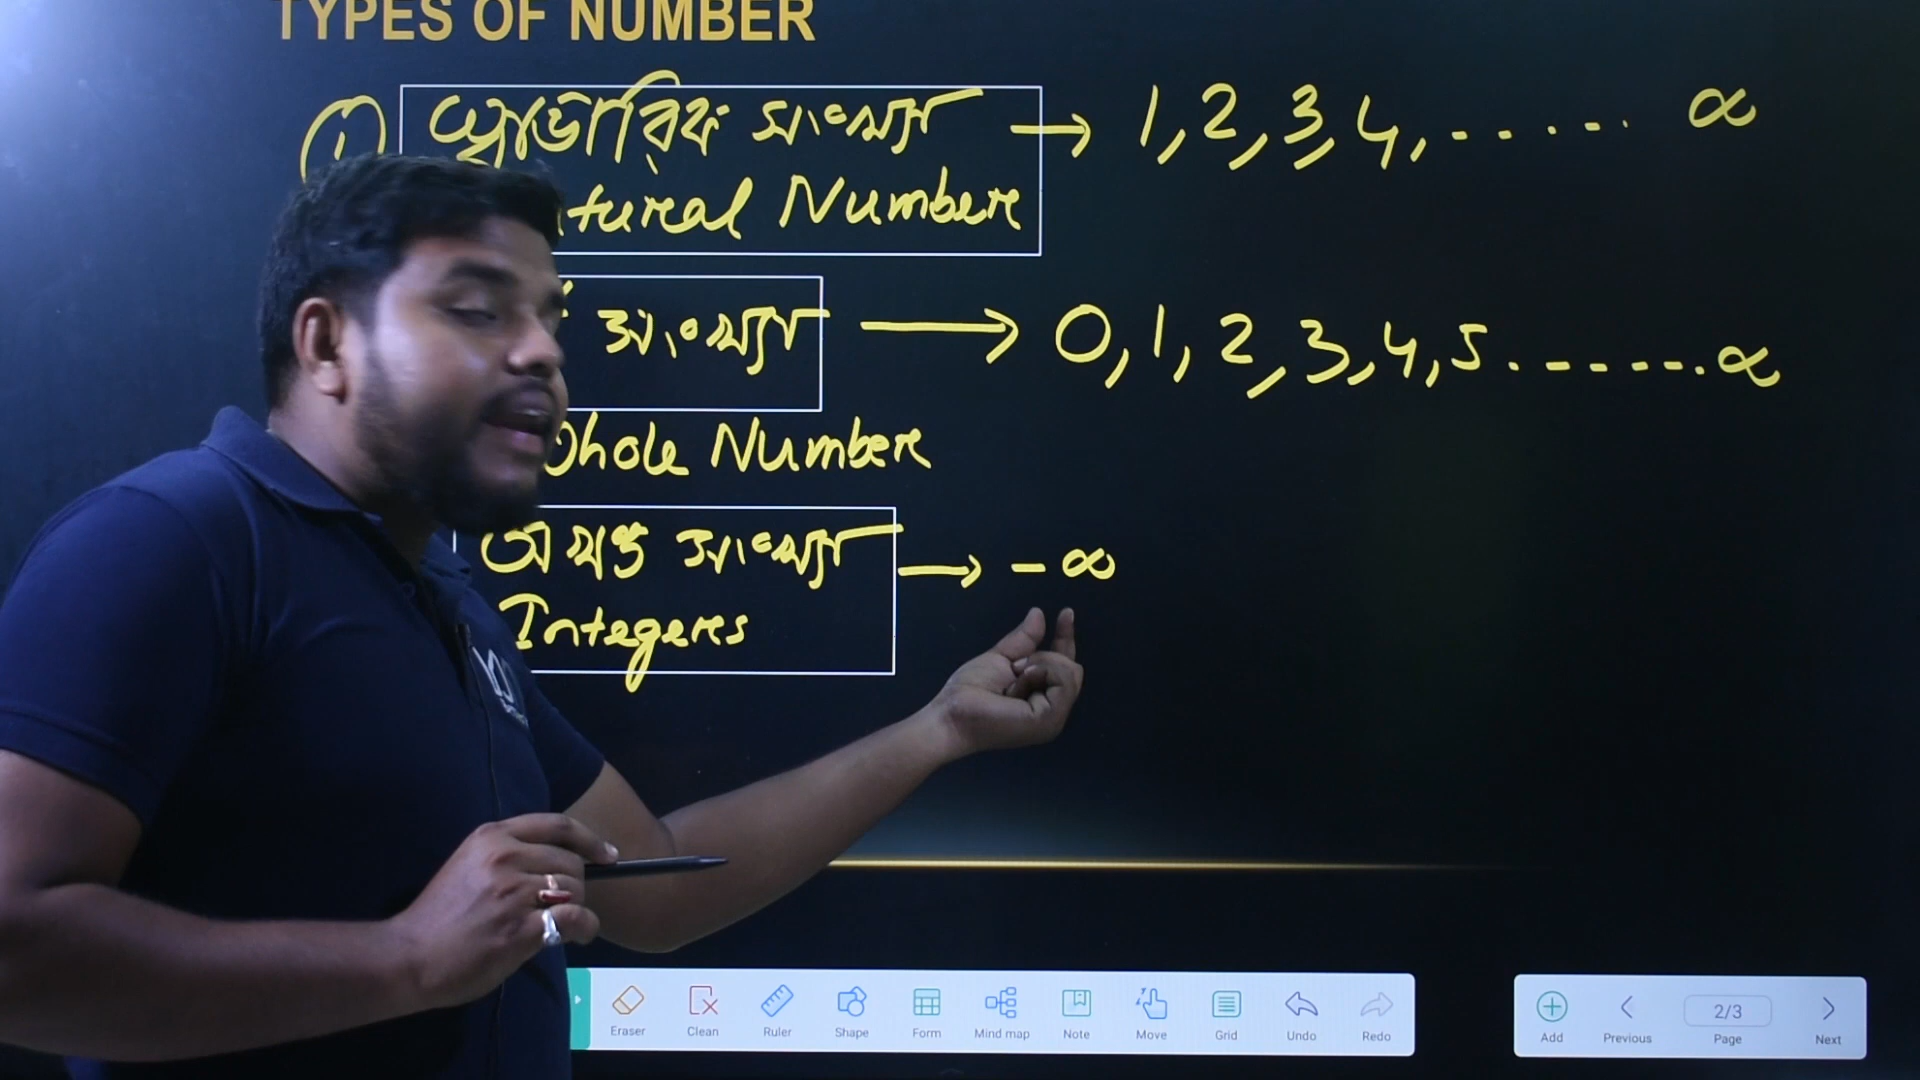 TYPES OF NUMBER
স্বাভাবিক সংখ্যা → 1, 2, 3, 4, ...... ∝
tural Number
সংখ্যা → 0, 1, 2, 3, 4, 5 ....... ∝
Whole Number
অখণ্ড সংখ্যা → - ∞
Integers
Eraser Clean Ruler Shape Form Mind map Note Move Grid Undo Redo
Add Previous 2/3 Page Next